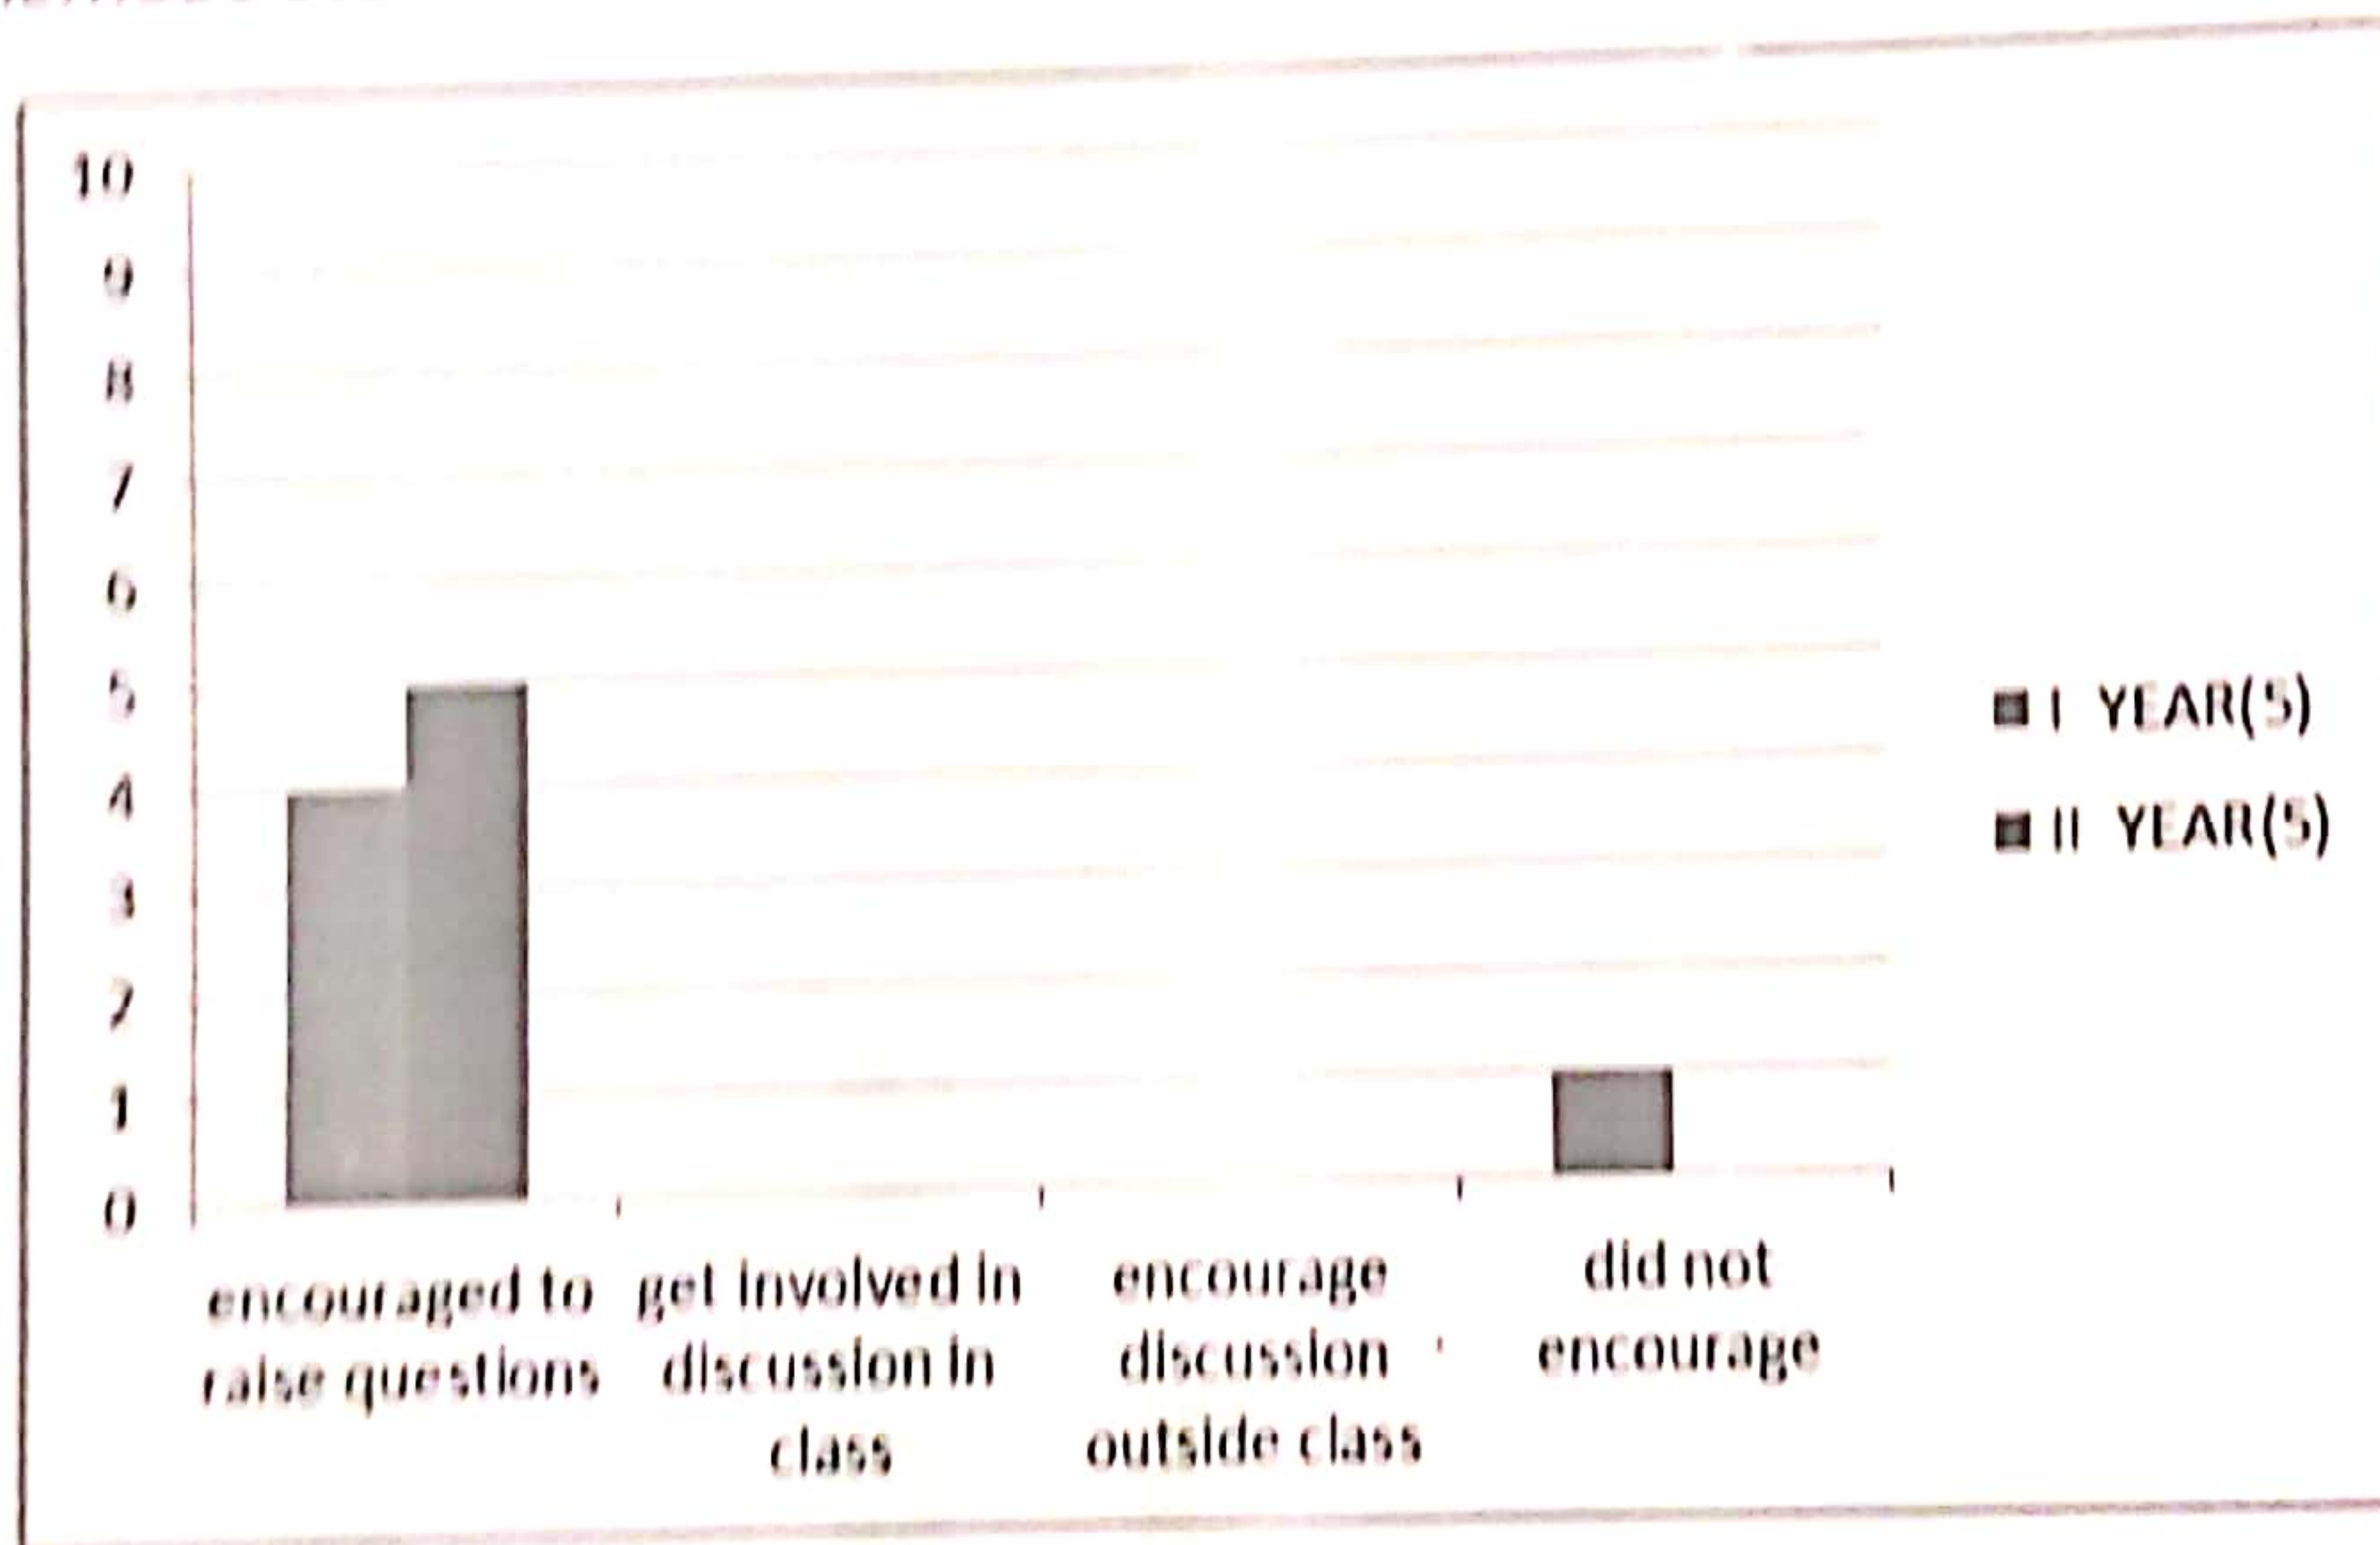 10
9
8
7
6
5
4
3
2
1
0
encouraged to
raise questions
get involved in
discussion in
class
encourage
discussion
outside class
did not
encourage
I YEAR(5)
II YEAR(5)